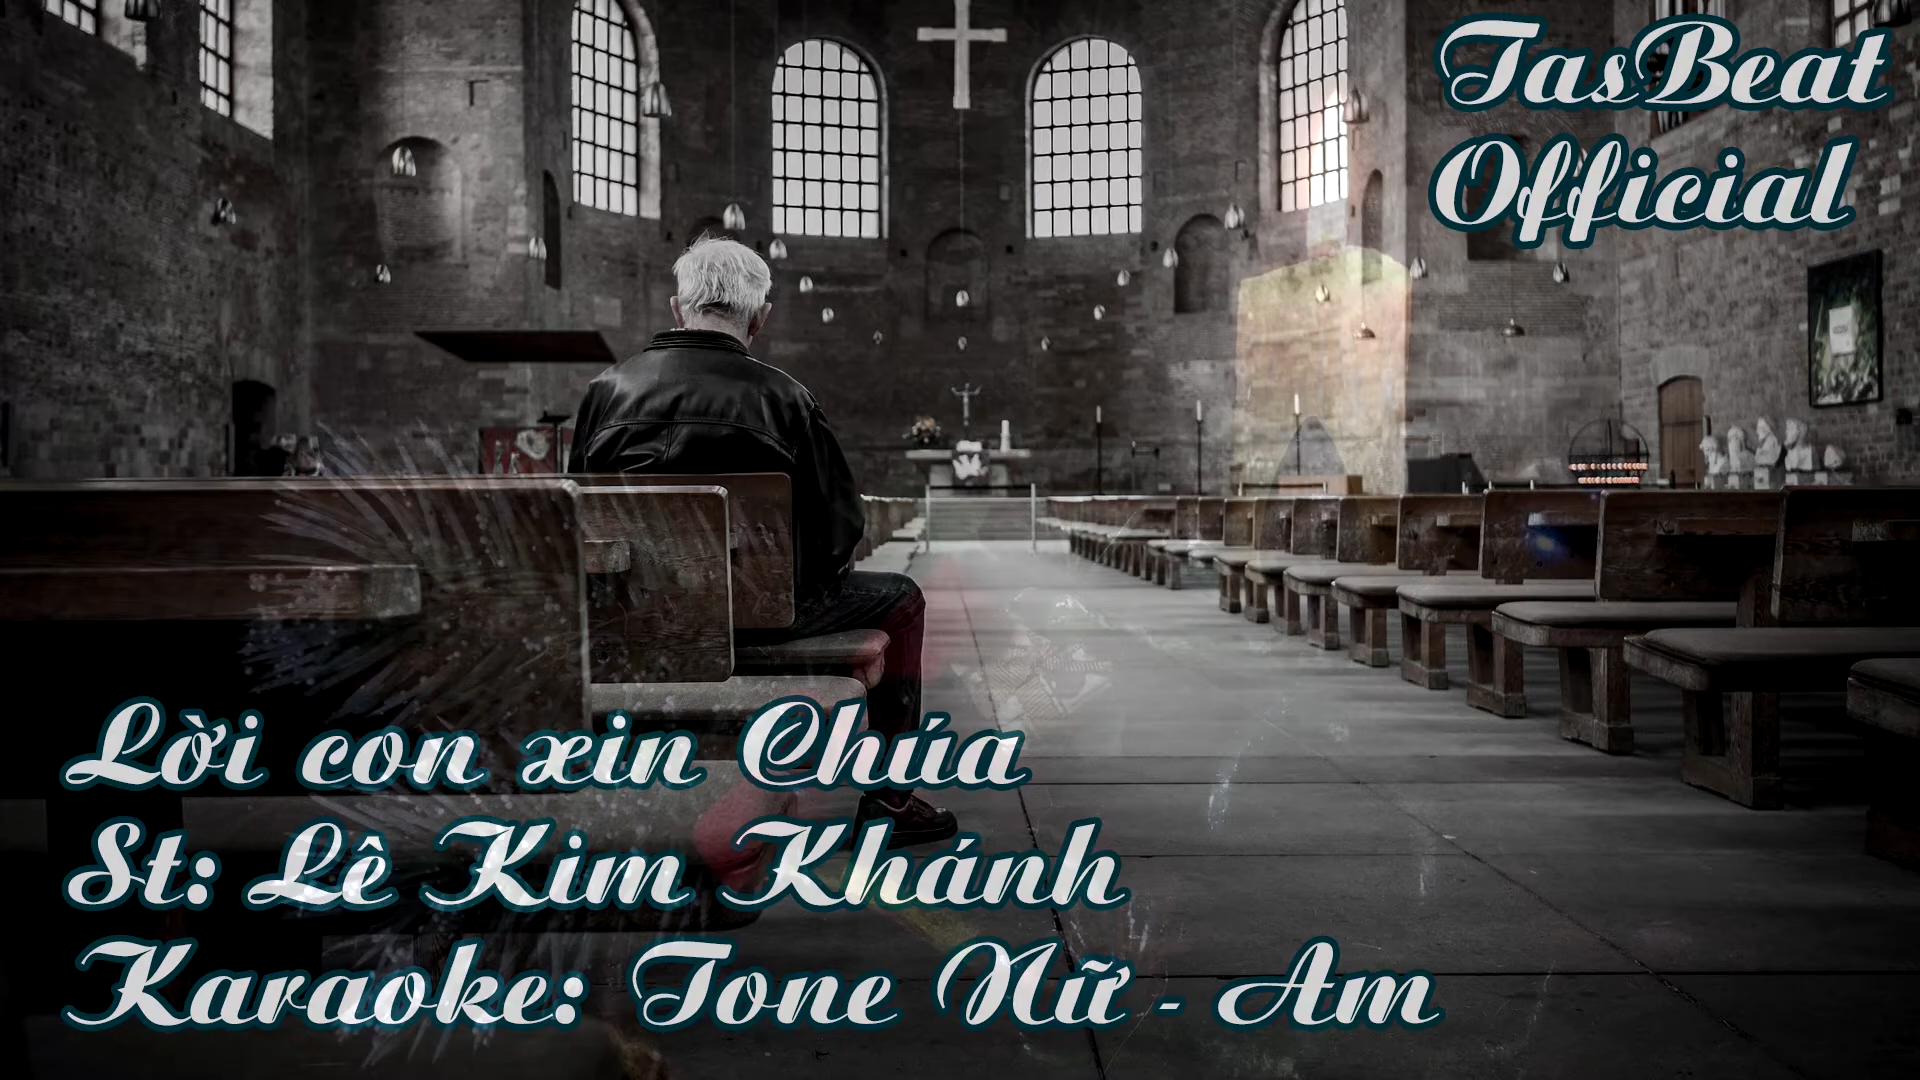 TasBeat
Official
Lời con xin Chúa
St: Lê Kim Khánh
Karaoke: Tone Nữ - Am